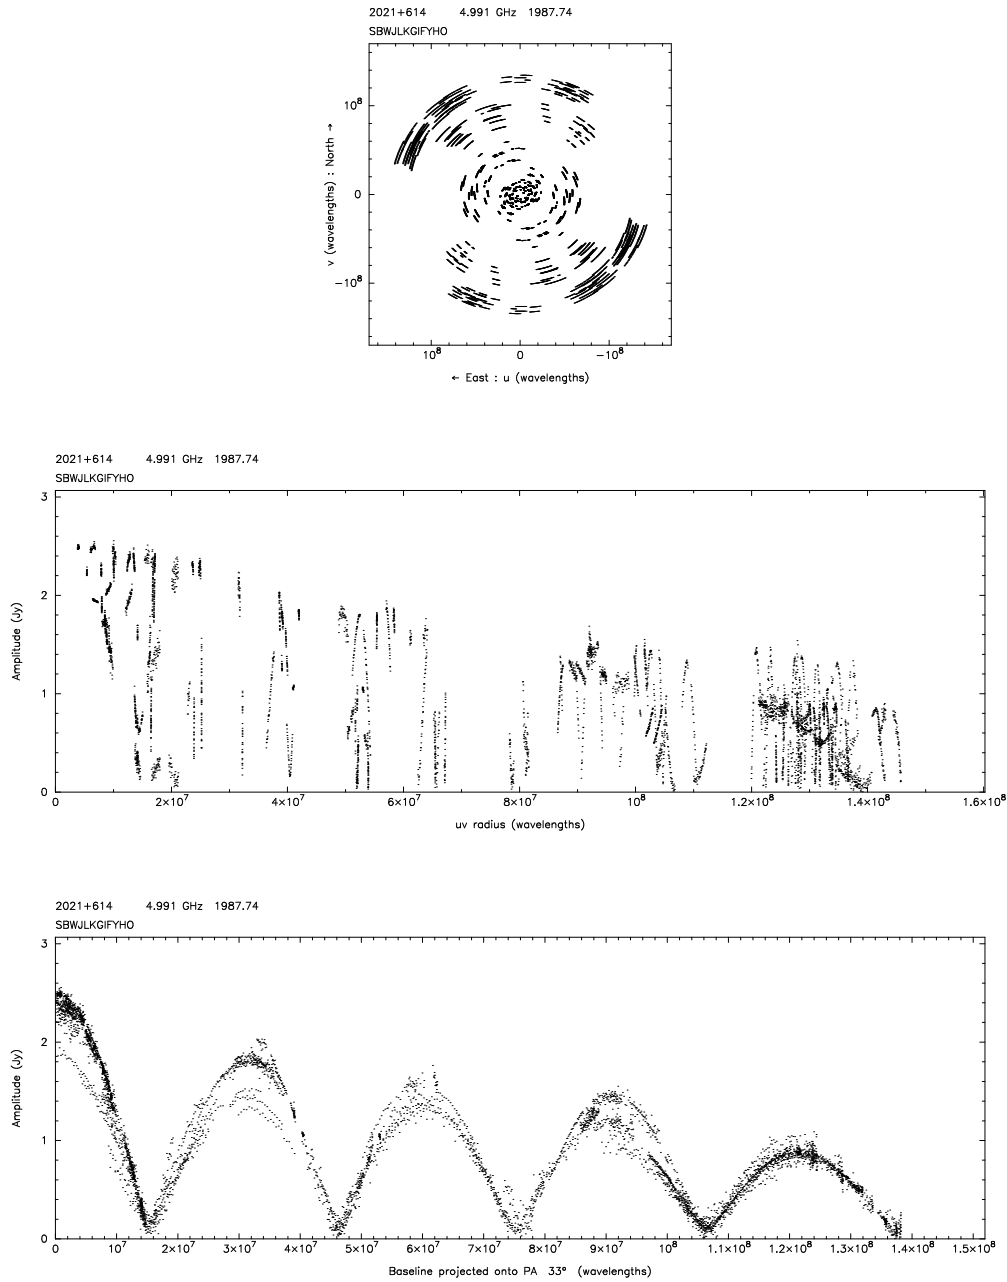 2021+614 4.991 GHz 1987.74
SBWJLKGIFYHO
10⁸
0
−10⁸
v (wavelengths) : North →
10⁸ 0 −10⁸
← East : u (wavelengths)
2021+614 4.991 GHz 1987.74
SBWJLKGIFYHO
3
2
1
0
Amplitude (Jy)
0 2×10⁷ 4×10⁷ 6×10⁷ 8×10⁷ 10⁸ 1.2×10⁸ 1.4×10⁸ 1.6×10⁸
uv radius (wavelengths)
2021+614 4.991 GHz 1987.74
SBWJLKGIFYHO
3
2
1
0
Amplitude (Jy)
0 10⁷ 2×10⁷ 3×10⁷ 4×10⁷ 5×10⁷ 6×10⁷ 7×10⁷ 8×10⁷ 9×10⁷ 10⁸ 1.1×10⁸ 1.2×10⁸ 1.3×10⁸ 1.4×10⁸ 1.5×10⁸
Baseline projected onto PA 33° (wavelengths)